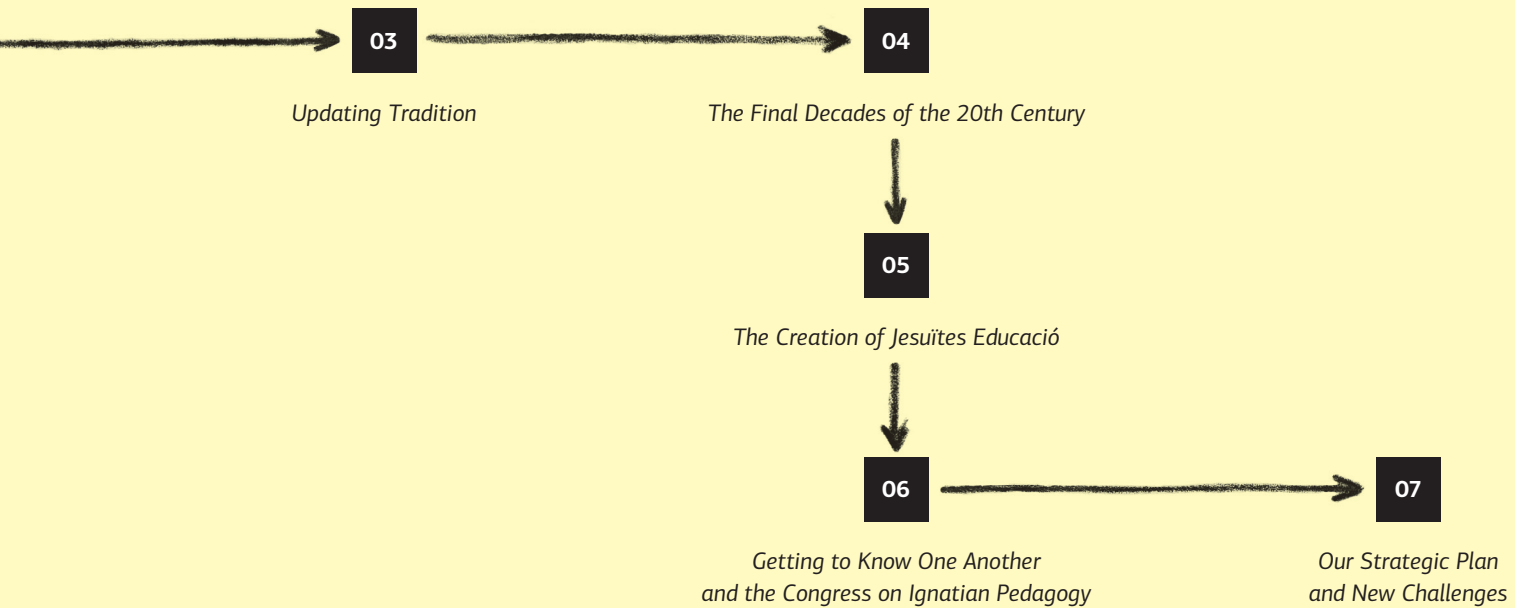 03
Updating Tradition
04
The Final Decades of the 20th Century
05
The Creation of Jesuïtes Educació
06
Getting to Know One Another
and the Congress on Ignatian Pedagogy
07
Our Strategic Plan
and New Challenges